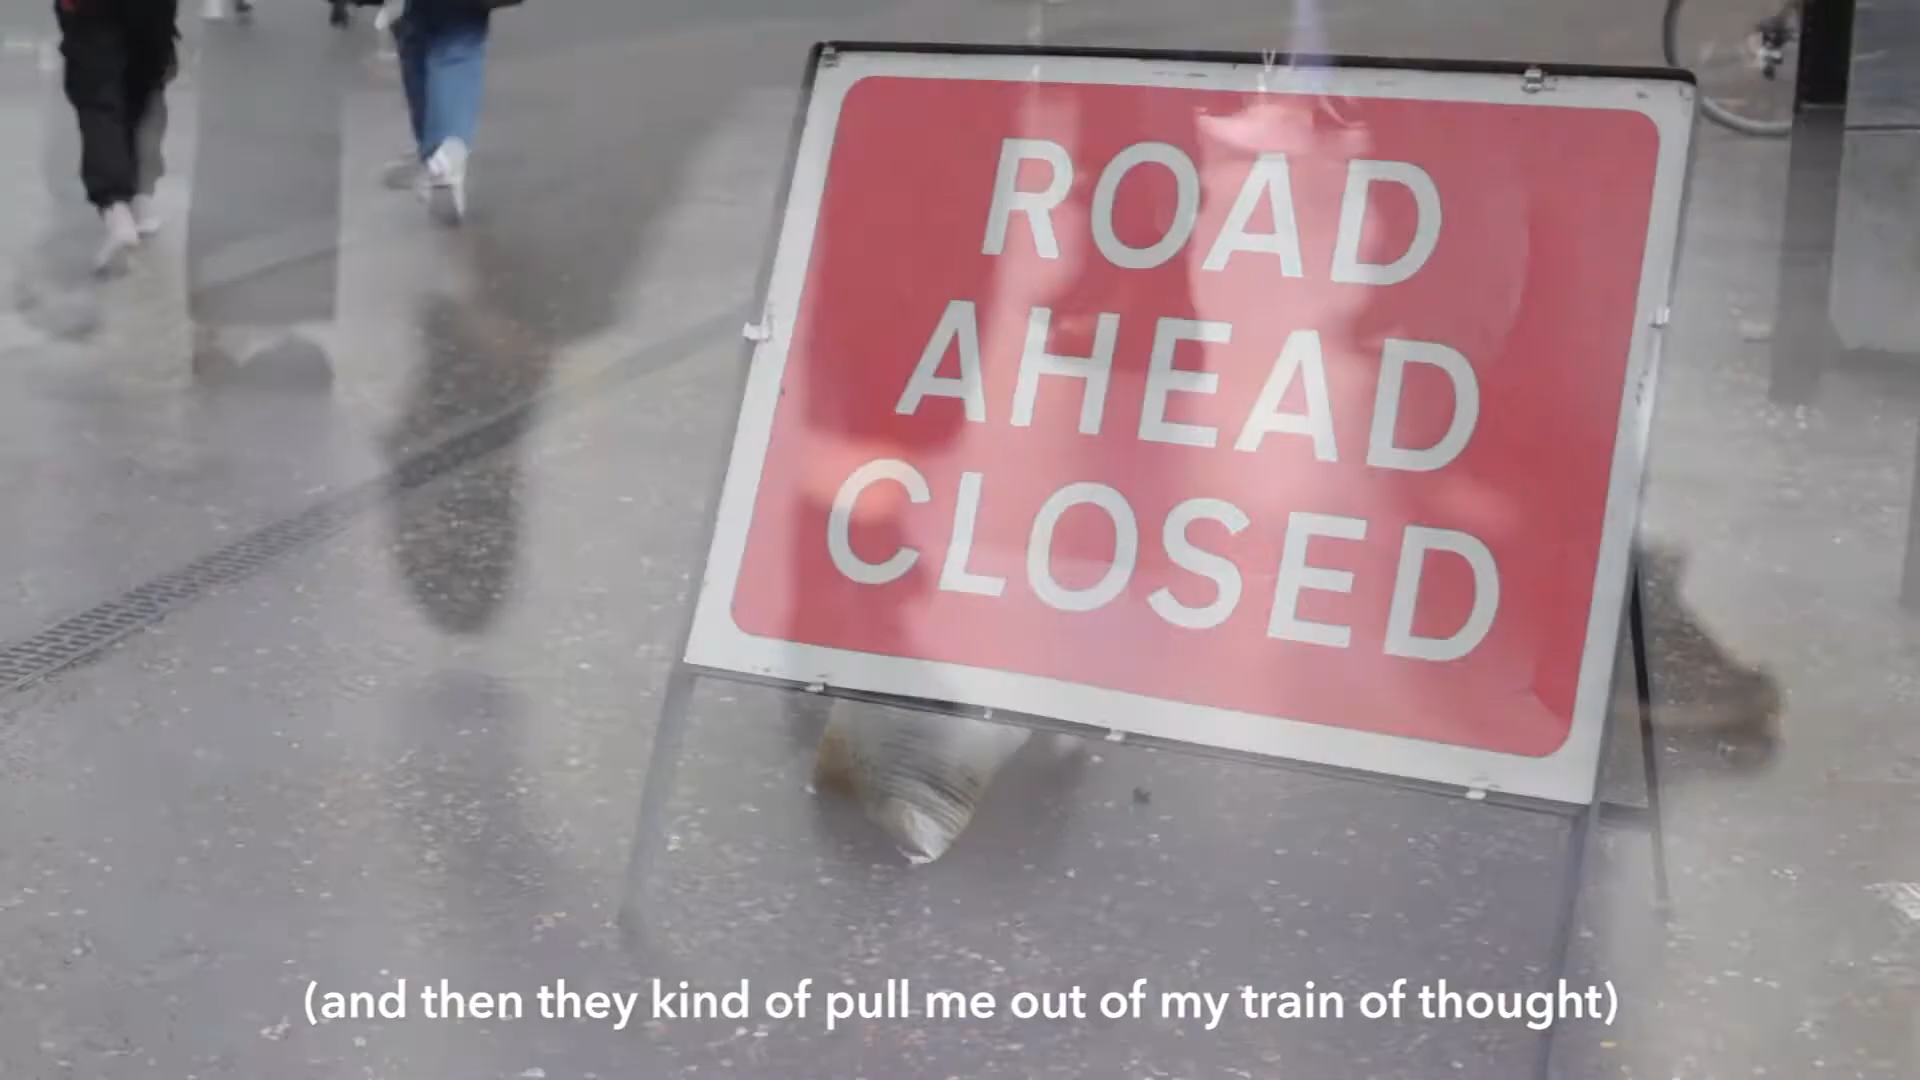 ROAD
AHEAD
CLOSED
(and then they kind of pull me out of my train of thought)